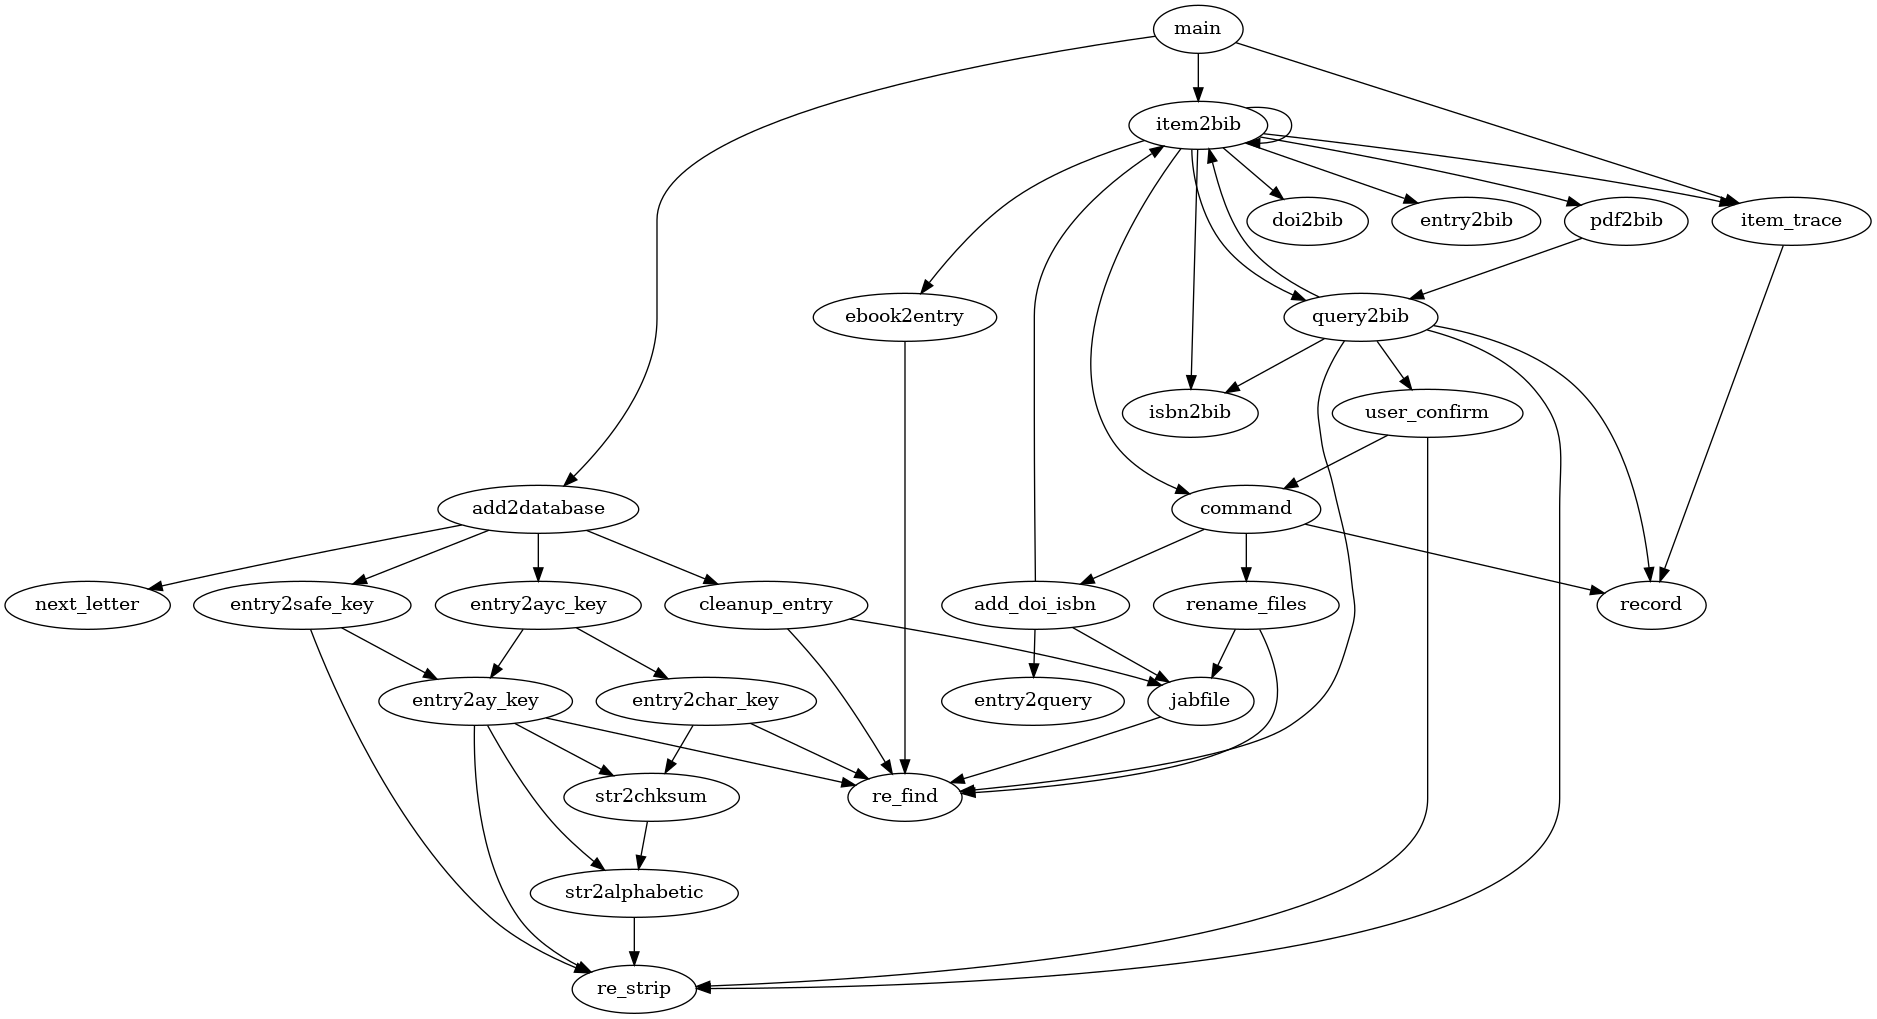 main
item2bib
doi2bib
entry2bib
pdf2bib
item_trace
ebook2entry
query2bib
isbn2bib
user_confirm
add2database
command
next_letter
entry2safe_key
entry2ayc_key
cleanup_entry
add_doi_isbn
rename_files
record
entry2ay_key
entry2char_key
entry2query
jabfile
str2chksum
re_find
str2alphabetic
re_strip